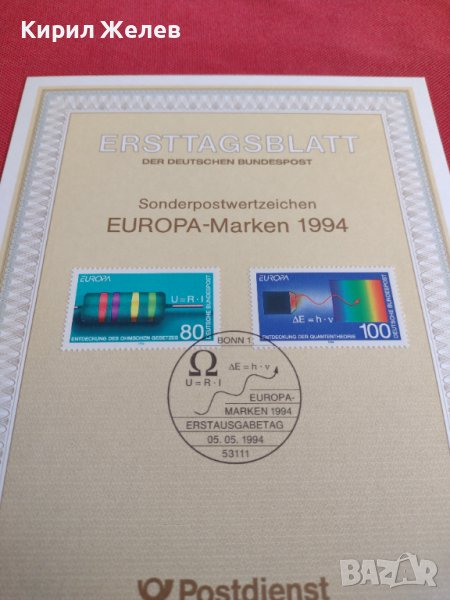 Кирил Желев
ERSTTAGSBLATT
DER DEUTSCHEN BUNDESPOST
Sonderpostwertzeichen
EUROPA-Marken 1994
EUROPA
U=R·I
ENTDECKUNG DES OHMSCHEN GESETZES
80
DEUTSCHE BUNDESPOST
EUROPA
ΔE=h·ν
ENTDECKUNG DER QUANTENTHEORIE
100
DEUTSCHE BUNDESPOST
BONN 1
Ω
ΔE = h · ν
U = R · I
EUROPA-
MARKEN 1994
ERSTAUSGABETAG
05. 05. 1994
53111
Postdienst
BAZAR